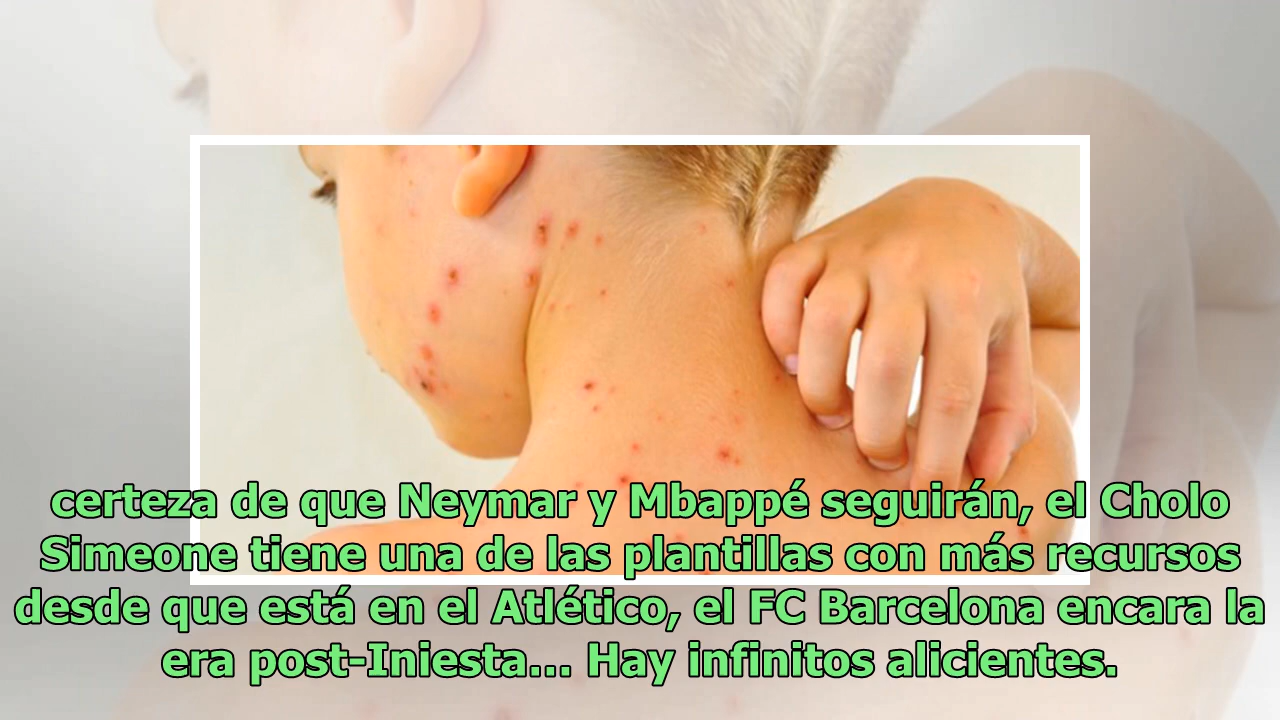 certeza de que Neymar y Mbappé seguirán, el Cholo
Simeone tiene una de las plantillas con más recursos
desde que está en el Atlético, el FC Barcelona encara la
era post-Iniesta... Hay infinitos alicientes.